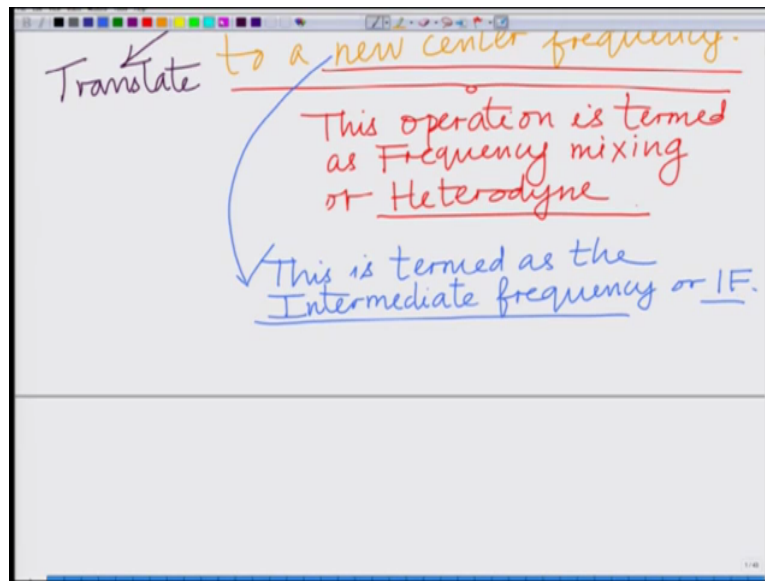 to a new center frequency.
Translate
This operation is termed
as Frequency mixing
or Heterodyne
This is termed as the
Intermediate frequency or IF.